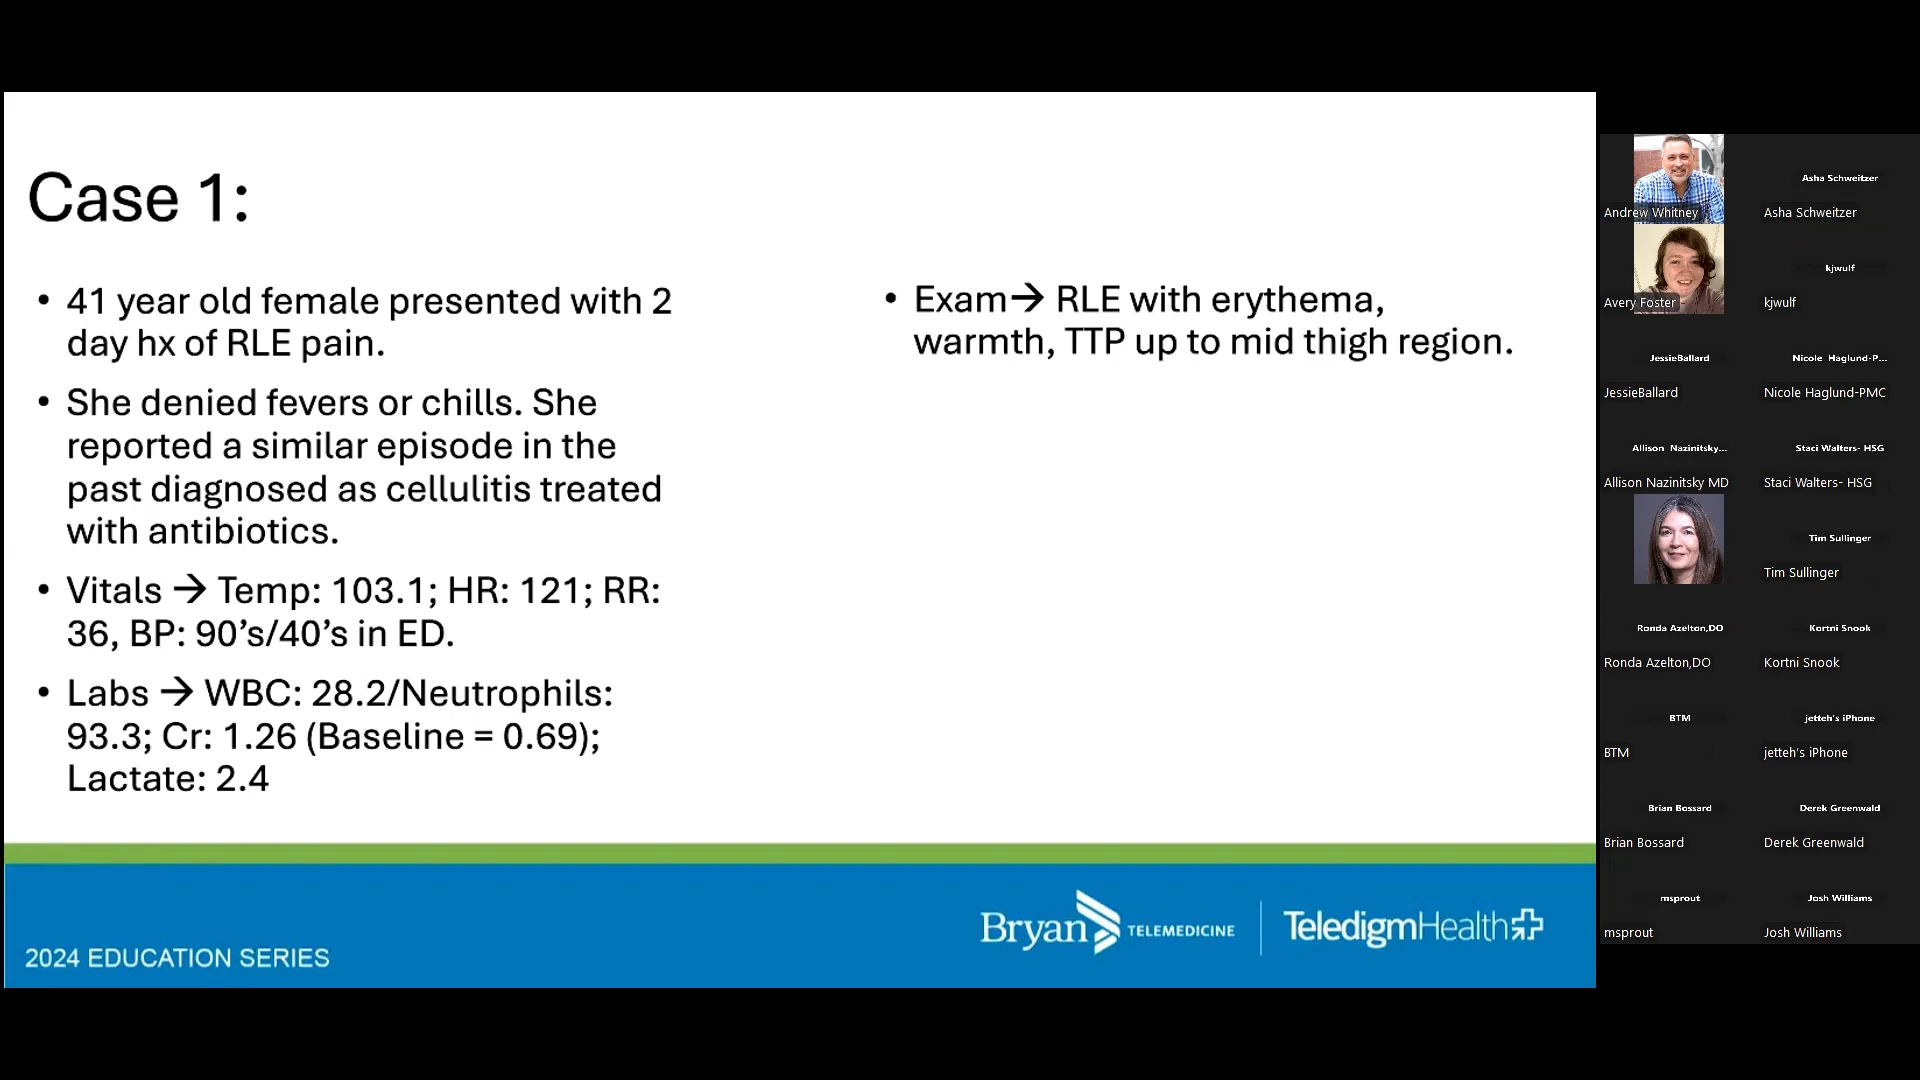 Case 1:
• 41 year old female presented with 2
day hx of RLE pain.
• She denied fevers or chills. She
reported a similar episode in the
past diagnosed as cellulitis treated
with antibiotics.
• Vitals → Temp: 103.1; HR: 121; RR:
36, BP: 90’s/40’s in ED.
• Labs → WBC: 28.2/Neutrophils:
93.3; Cr: 1.26 (Baseline = 0.69);
Lactate: 2.4
• Exam→ RLE with erythema,
warmth, TTP up to mid thigh region.
2024 EDUCATION SERIES
Bryan TELEMEDICINE
TeledigmHealth
Andrew Whitney
Asha Schweitzer
Asha Schweitzer
Avery Foster
kjwulf
kjwulf
JessieBallard
JessieBallard
Nicole Haglund-P...
Nicole Haglund-PMC
Allison Nazinitsky...
Allison Nazinitsky MD
Staci Walters- HSG
Staci Walters- HSG
Tim Sullinger
Tim Sullinger
Ronda Azelton,DO
Ronda Azelton,DO
Kortni Snook
Kortni Snook
BTM
BTM
jetteh's iPhone
jetteh's iPhone
Brian Bossard
Brian Bossard
Derek Greenwald
Derek Greenwald
msprout
msprout
Josh Williams
Josh Williams